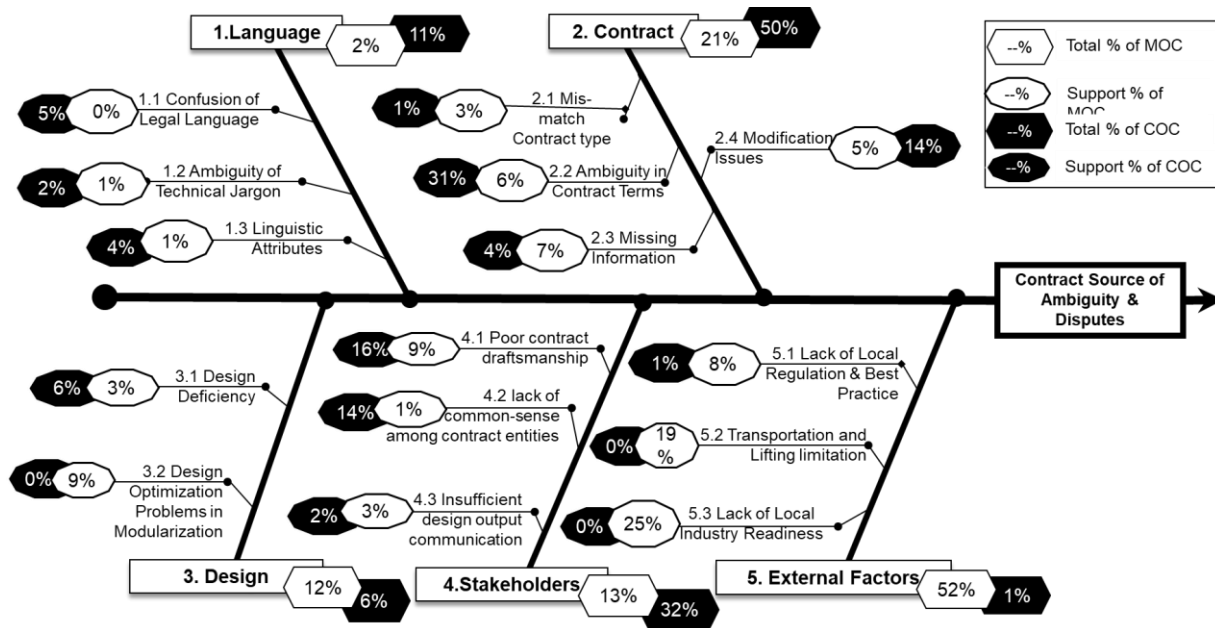 1.Language
2%
11%
2. Contract
21%
50%
--%
Total % of MOC
--%
Support % of
MOC
--%
Total % of COC
--%
Support % of COC
5%
0%
1.1 Confusion of
Legal Language
2%
1%
1.2 Ambiguity of
Technical Jargon
4%
1%
1.3 Linguistic
Attributes
1%
3%
2.1 Mis-
match
Contract type
31%
6%
2.2 Ambiguity in
Contract Terms
4%
7%
2.3 Missing
Information
2.4 Modification
Issues
5%
14%
Contract Source of
Ambiguity &
Disputes
6%
3%
3.1 Design
Deficiency
0%
9%
3.2 Design
Optimization
Problems in
Modularization
16%
9%
4.1 Poor contract
draftsmanship
14%
1%
4.2 lack of
common-sense
among contract entities
2%
3%
4.3 Insufficient
design output
communication
1%
8%
5.1 Lack of Local
Regulation & Best
Practice
0%
19
%
5.2 Transportation and
Lifting limitation
0%
25%
5.3 Lack of Local
Industry Readiness
3. Design
12%
6%
4.Stakeholders
13%
32%
5. External Factors
52%
1%